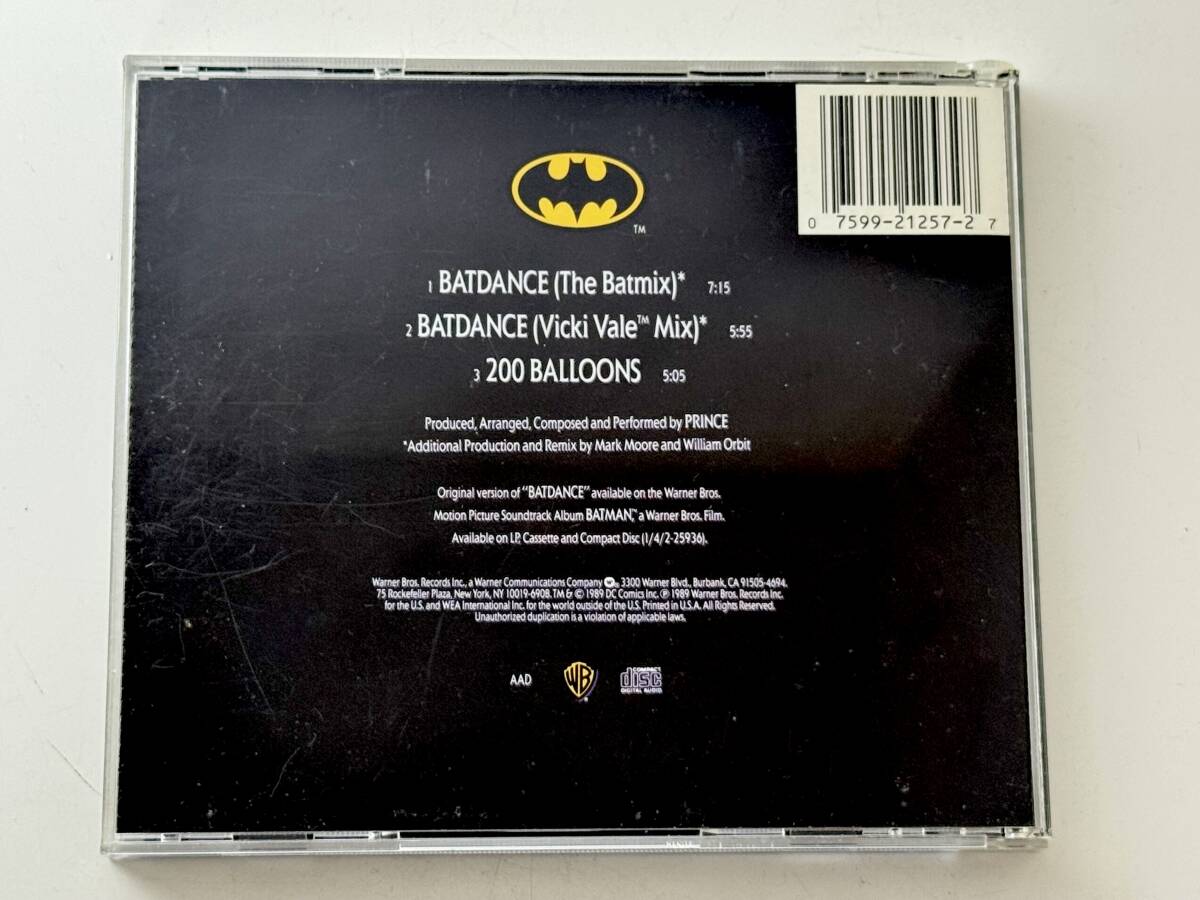 0 7599-21257-2 7
TM
1 BATDANCE (The Batmix)* 7:15
2 BATDANCE (Vicki Vale™ Mix)* 5:55
3 200 BALLOONS 5:05
Produced, Arranged, Composed and Performed by PRINCE
*Additional Production and Remix by Mark Moore and William Orbit
Original version of "BATDANCE" available on the Warner Bros.
Motion Picture Soundtrack Album BATMAN,™ a Warner Bros. Film.
Available on LP, Cassette and Compact Disc (1/4/2-25936).
Warner Bros. Records Inc., a Warner Communications Company ®, 3300 Warner Blvd., Burbank, CA 91505-4694.
75 Rockefeller Plaza, New York, NY 10019-6908. TM & © 1989 DC Comics Inc. ℗ 1989 Warner Bros. Records Inc.
for the U.S. and WEA International Inc. for the world outside of the U.S. Printed in U.S.A. All Rights Reserved.
Unauthorized duplication is a violation of applicable laws.
AAD WB ® COMPACT disc DIGITAL AUDIO